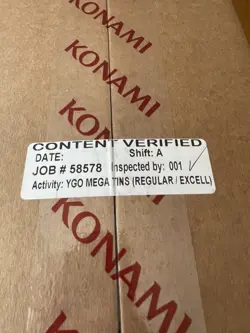 KONAMI
KONAMI
CONTENT VERIFIED
DATE: Shift: A
JOB # 58578 Inspected by: 001
Activity: YGO MEGA TINS (REGULAR / EXCELL)
KONAMI
KONAMI
KONAMI